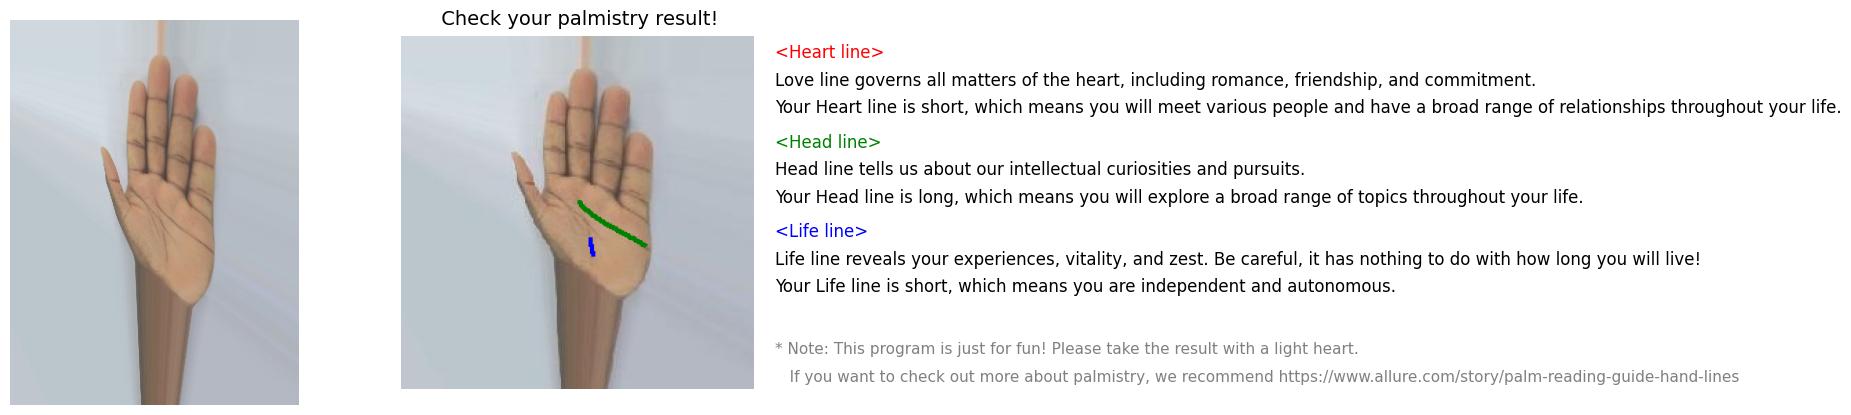 Check your palmistry result!
<Heart line>
Love line governs all matters of the heart, including romance, friendship, and commitment.
Your Heart line is short, which means you will meet various people and have a broad range of relationships throughout your life.
<Head line>
Head line tells us about our intellectual curiosities and pursuits.
Your Head line is long, which means you will explore a broad range of topics throughout your life.
<Life line>
Life line reveals your experiences, vitality, and zest. Be careful, it has nothing to do with how long you will live!
Your Life line is short, which means you are independent and autonomous.
* Note: This program is just for fun! Please take the result with a light heart.
If you want to check out more about palmistry, we recommend https://www.allure.com/story/palm-reading-guide-hand-lines